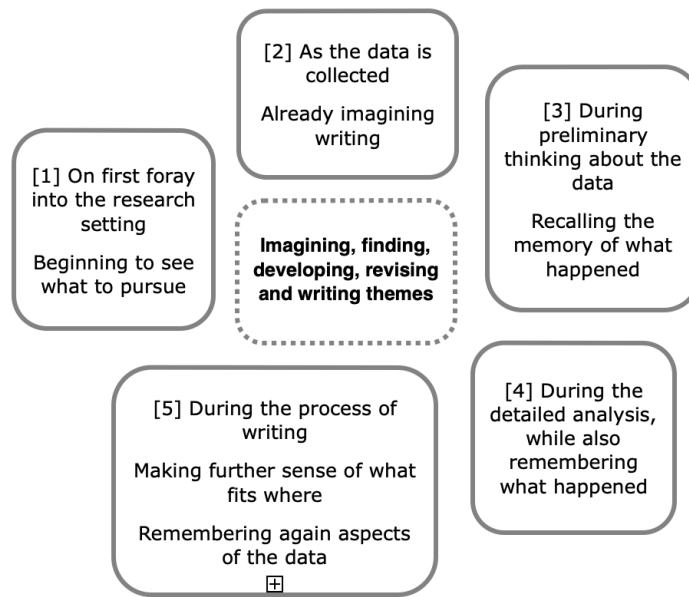 [1] On first foray
into the research
setting
Beginning to see
what to pursue
[2] As the data is
collected
Already imagining
writing
[3] During
preliminary
thinking about the
data
Recalling the
memory of what
happened
Imagining, finding,
developing, revising
and writing themes
[4] During the
detailed analysis,
while also
remembering
what happened
[5] During the process of
writing
Making further sense of what
fits where
Remembering again aspects
of the data